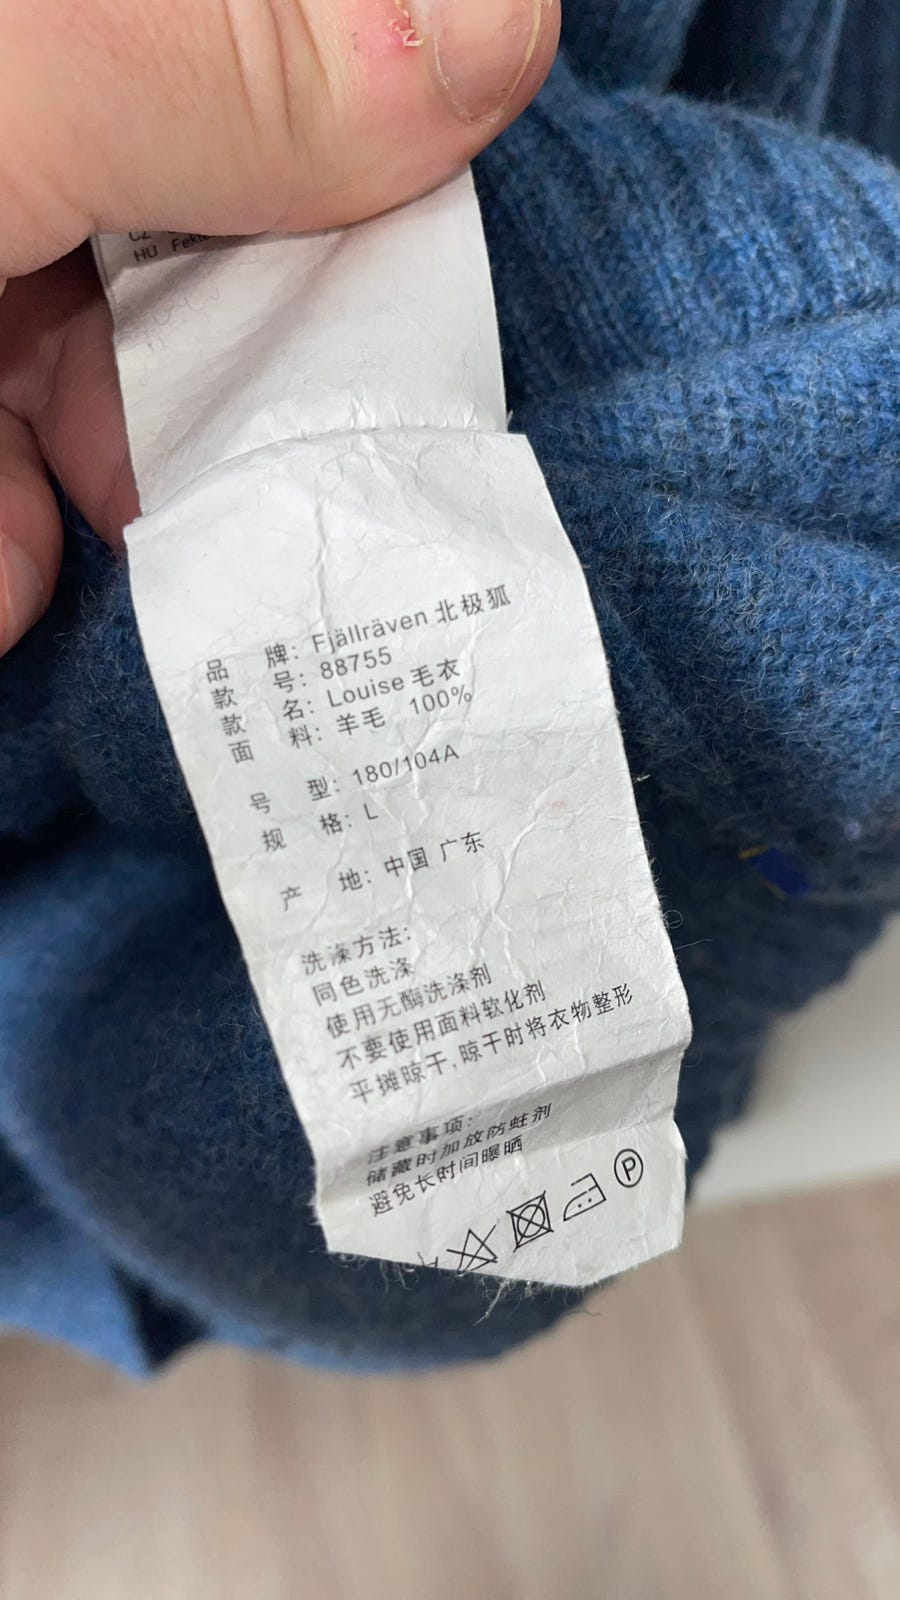 HU
品 牌: Fjällräven 北极狐
款 号: 88755
款 名: Louise 毛衣
面 料: 羊毛 100%
号 型: 180/104A
规 格: L
产 地: 中国 广东
洗涤方法:
同色洗涤
使用无酶洗涤剂
不要使用面料软化剂
平摊晾干,晾干时将衣物整形
注意事项:
储藏时加放防蛀剂
避免长时间曝晒
P